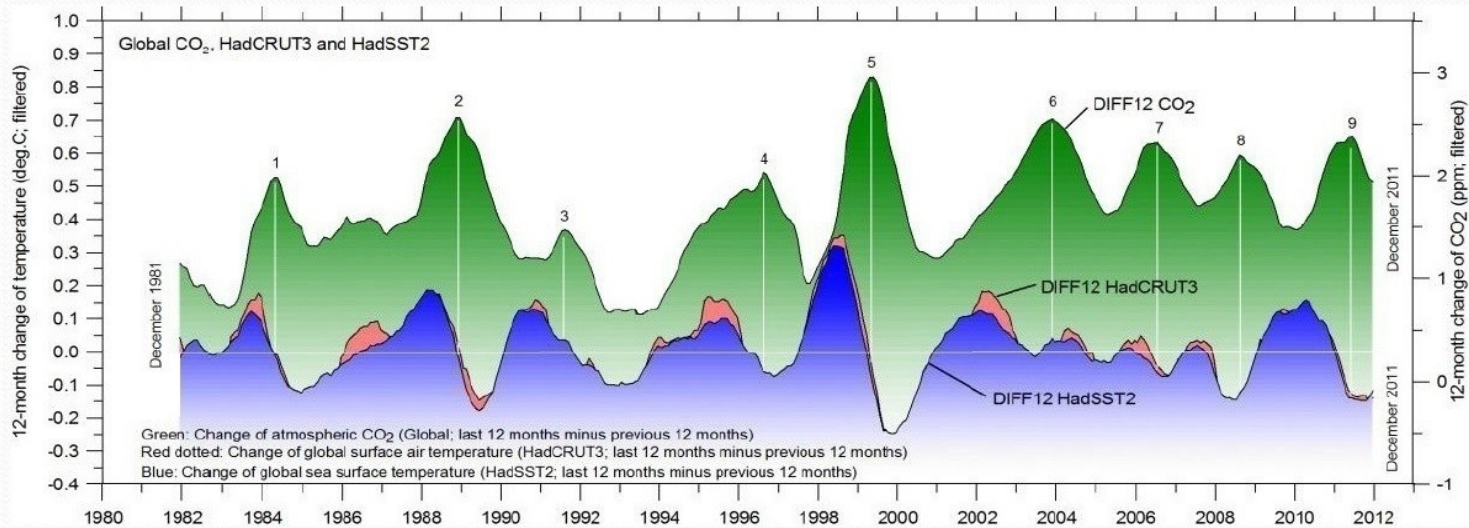 Global CO₂, HadCRUT3 and HadSST2
12-month change of temperature (deg.C; filtered)
1.0
0.9
0.8
0.7
0.6
0.5
0.4
0.3
0.2
0.1
0.0
-0.1
-0.2
-0.3
-0.4
December 1981
1
2
3
4
5
6
7
8
9
DIFF12 CO₂
DIFF12 HadCRUT3
DIFF12 HadSST2
Green: Change of atmospheric CO₂ (Global; last 12 months minus previous 12 months)
Red dotted: Change of global surface air temperature (HadCRUT3; last 12 months minus previous 12 months)
Blue: Change of global sea surface temperature (HadSST2; last 12 months minus previous 12 months)
December 2011
December 2011
3
2
1
0
-1
12-month change of CO₂ (ppm; filtered)
1980 1982 1984 1986 1988 1990 1992 1994 1996 1998 2000 2002 2004 2006 2008 2010 2012